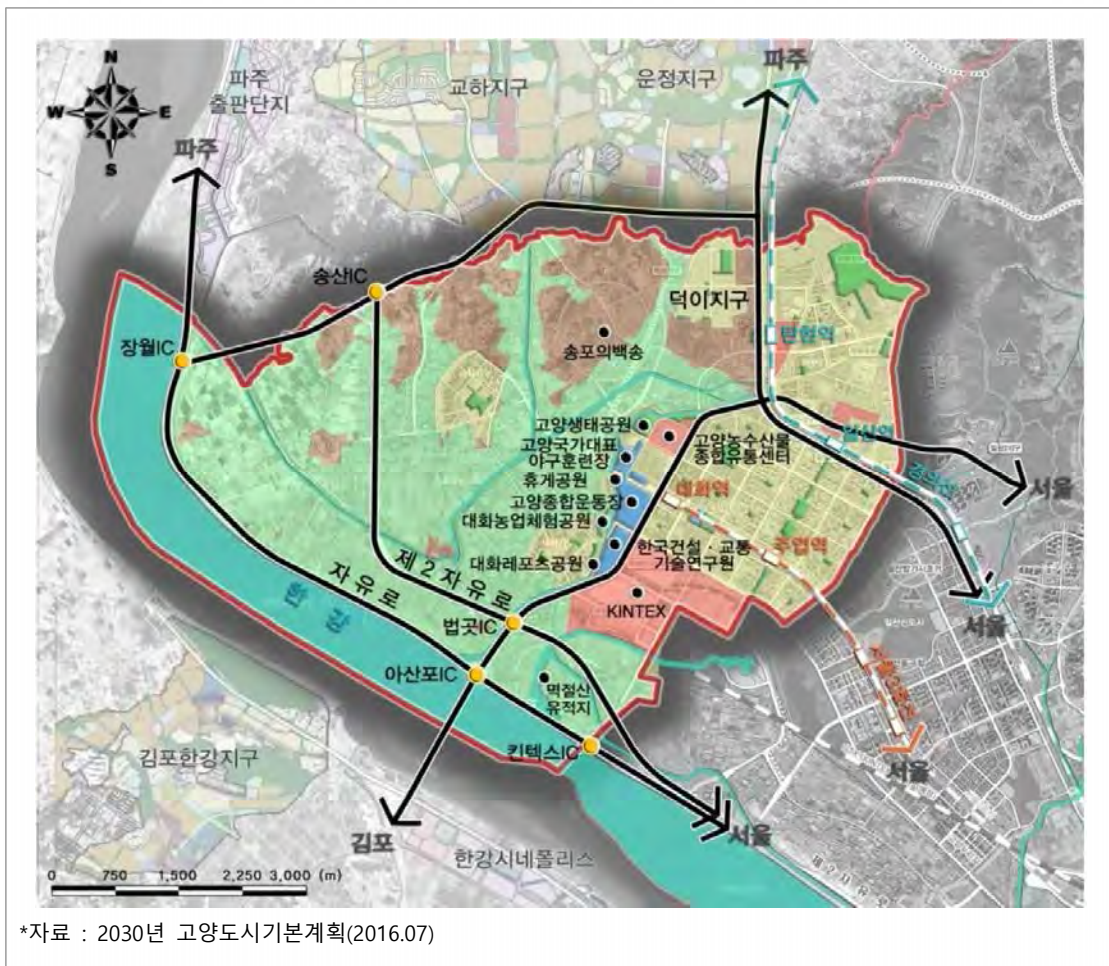 N
W
E
S
파주
출판단지
교하지구
운정지구
파주
파주
송산IC
장월IC
덕이지구
탄현역
송포의백송
고양생태공원
고양국가대표
야구훈련장
휴게공원
고양종합운동장
대화농업체험공원
대화레포츠공원
고양농수산물
종합유통센터
일산역
경의선
서울
대화역
주엽역
한국건설 · 교통
기술연구원
KINTEX
서울
자유로
제2자유로
한강
법곳IC
이산포IC
멱절산
유적지
킨텍스IC
서울
서울
김포한강지구
김포
한강시네폴리스
제2자유
0 750 1,500 2,250 3,000 (m)
*자료 : 2030년 고양도시기본계획(2016.07)